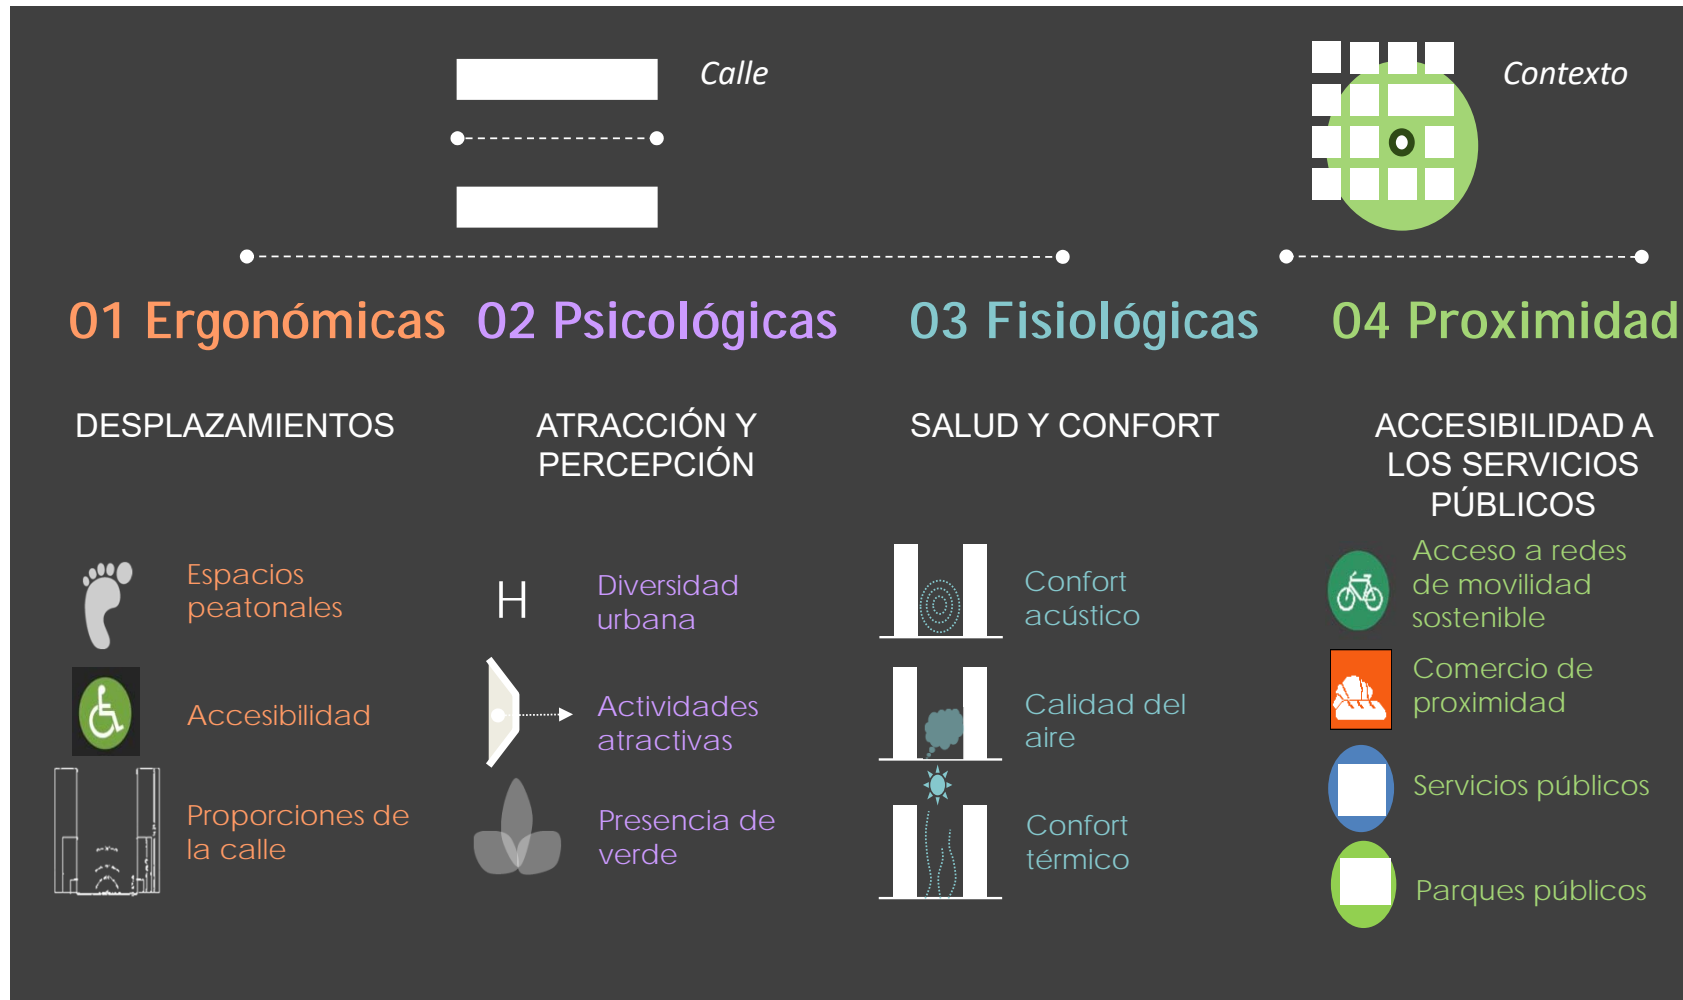 Calle
Contexto
01 Ergonómicas
02 Psicológicas
03 Fisiológicas
04 Proximidad
DESPLAZAMIENTOS
ATRACCIÓN Y
PERCEPCIÓN
SALUD Y CONFORT
ACCESIBILIDAD A
LOS SERVICIOS
PÚBLICOS
Espacios
peatonales
Accesibilidad
Proporciones de
la calle
H
Diversidad
urbana
Actividades
atractivas
Presencia de
verde
Confort
acústico
Calidad del
aire
Confort
térmico
Acceso a redes
de movilidad
sostenible
Comercio de
proximidad
Servicios públicos
Parques públicos